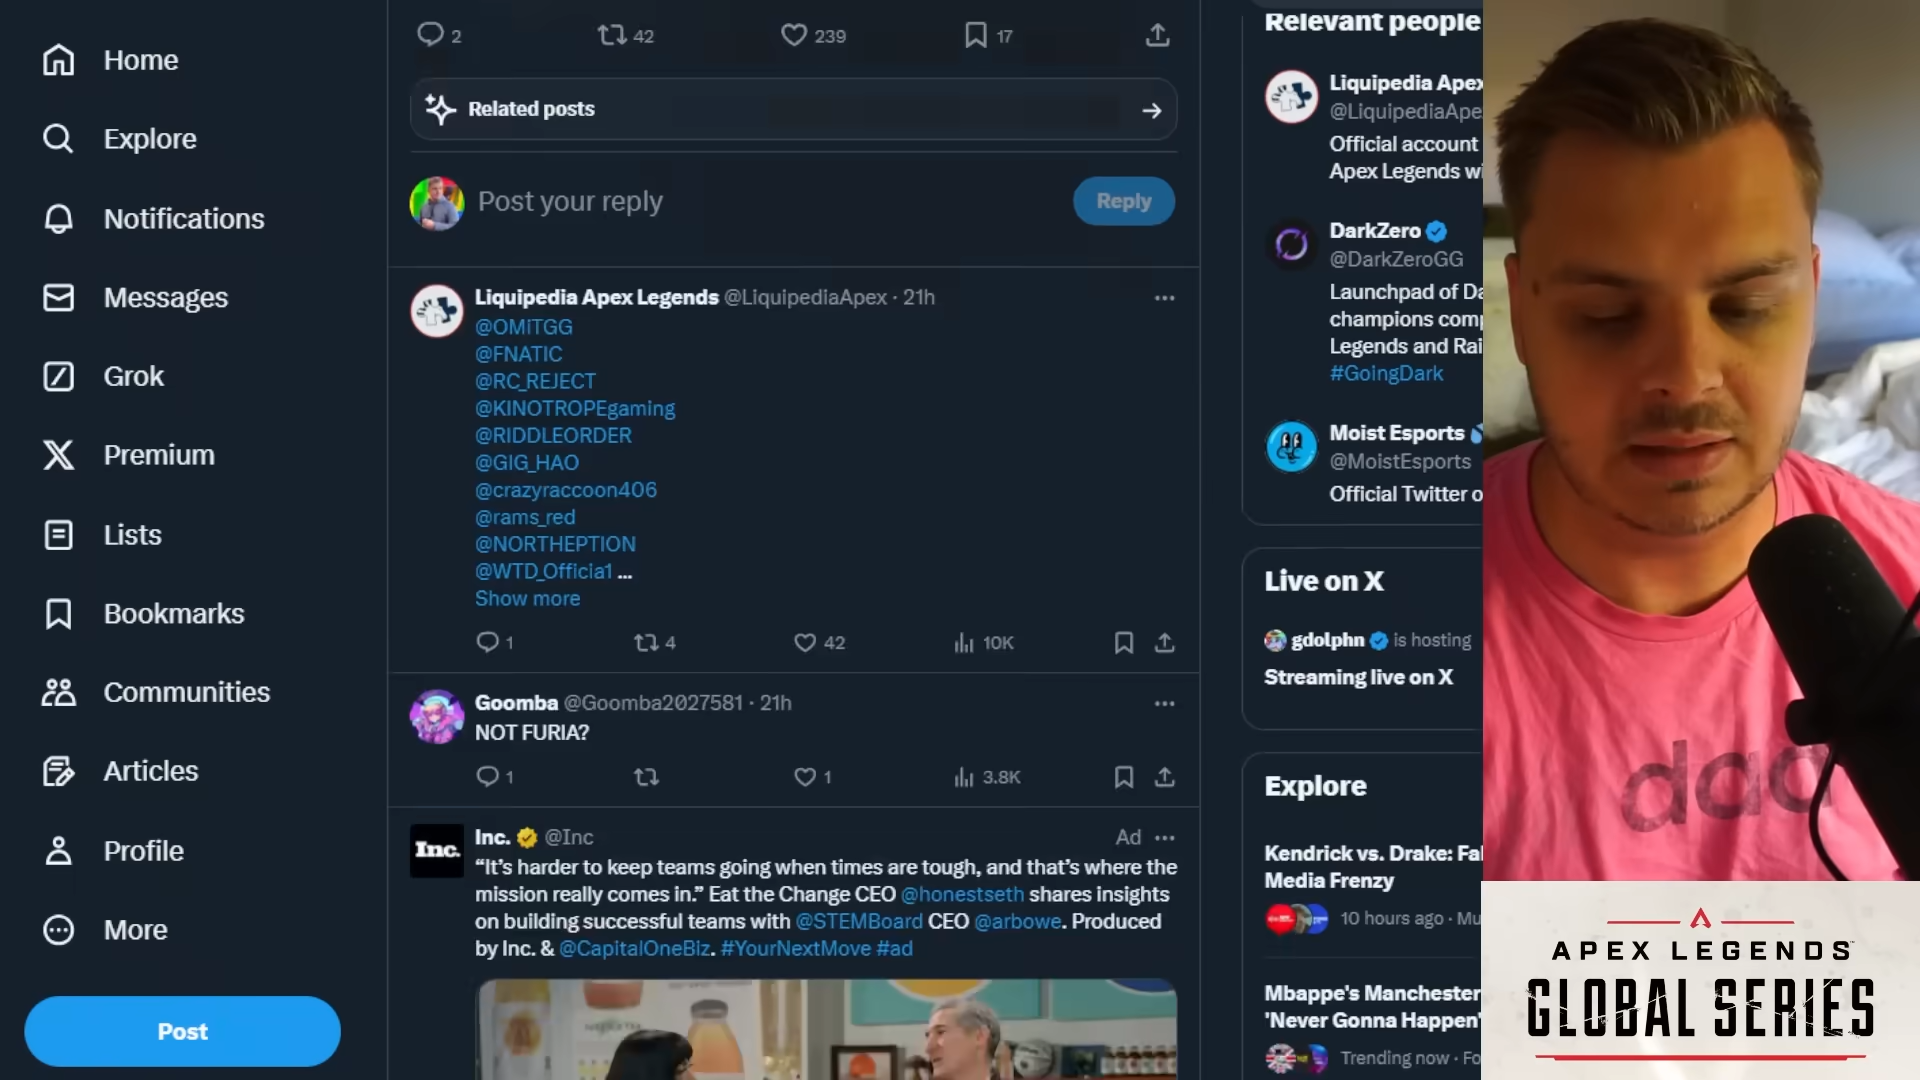 Home
Explore
Notifications
Messages
Grok
Premium
Lists
Bookmarks
Communities
Articles
Profile
More
Post
2
42
239
17
Related posts
Post your reply
Reply
Liquipedia Apex Legends @LiquipediaApex · 21h
@OMiTGG
@FNATIC
@RC_REJECT
@KINOTROPEgaming
@RIDDLEORDER
@GIG_HAO
@crazyraccoon406
@rams_red
@NORTHEPTION
@WTD_Officia1 ...
Show more
1
4
42
10K
Goomba @Goomba2027581 · 21h
NOT FURIA?
1
1
3.8K
Inc.
Inc. @Inc
Ad
“It’s harder to keep teams going when times are tough, and that’s where the
mission really comes in.” Eat the Change CEO @honestseth shares insights
on building successful teams with @STEMBoard CEO @arbowe. Produced
by Inc. & @CapitalOneBiz. #YourNextMove #ad
Relevant people
Liquipedia Apex
@LiquipediaApe
Official account
Apex Legends wi
DarkZero
@DarkZeroGG
Launchpad of Da
champions comp
Legends and Rai
#GoingDark
Moist Esports
@MoistEsports
Official Twitter o
Live on X
gdolphn is hosting
Streaming live on X
Explore
Kendrick vs. Drake: Fal
Media Frenzy
10 hours ago · Mu
Mbappe's Manchester
'Never Gonna Happen'
Trending now · Fo
dad
APEX LEGENDS™
GLOBAL SERIES